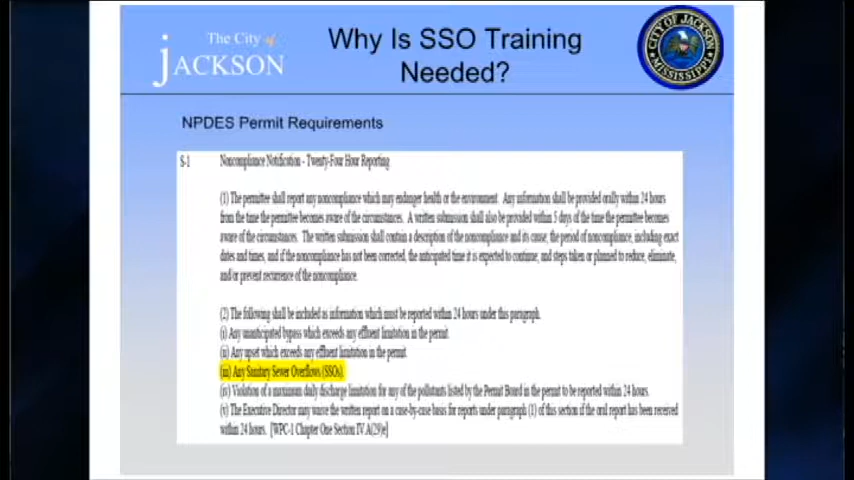 The City of
JACKSON
Why Is SSO Training
Needed?
CITY OF JACKSON
MISSISSIPPI
NPDES Permit Requirements
S-1 Noncompliance Notification - Twenty-Four Hour Reporting
(1) The permittee shall report any noncompliance which may endanger health or the environment. Any information shall be provided orally within 24 hours
from the time the permittee becomes aware of the circumstances. A written submission shall also be provided within 5 days of the time the permittee becomes
aware of the circumstances. The written submission shall contain a description of the noncompliance and its cause, the period of noncompliance, including exact
dates and times, and if the noncompliance has not been corrected, the anticipated time it is expected to continue, and steps taken or planned to reduce, eliminate,
and/or prevent recurrence of the noncompliance.
(2) The following shall be included as information which must be reported within 24 hours under this paragraph.
(i) Any unanticipated bypass which exceeds any effluent limitation in the permit.
(ii) Any upset which exceeds any effluent limitation in the permit.
(iii) Any Sanitary Sewer Overflows (SSOs).
(iv) Violation of a maximum daily discharge limitation for any of the pollutants listed by the Permit Board in the permit to be reported within 24 hours.
(v) The Executive Director may waive the written report on a case-by-case basis for reports under paragraph (1) of this section if the oral report has been received
within 24 hours. [WPC-1 Chapter One Section IV.A(29)e]